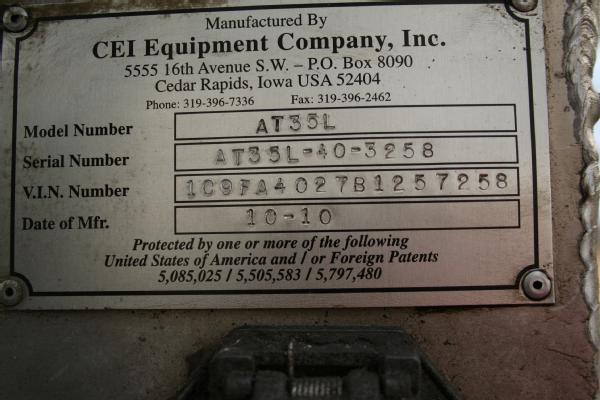 Manufactured By
CEI Equipment Company, Inc.
5555 16th Avenue S.W. – P.O. Box 8090
Cedar Rapids, Iowa USA 52404
Phone: 319-396-7336 Fax: 319-396-2462
Model Number AT35L
Serial Number AT35L-40-3258
V.I.N. Number 1C9FA4027B1257258
Date of Mfr. 10-10
Protected by one or more of the following
United States of America and / or Foreign Patents
5,085,025 / 5,505,583 / 5,797,480